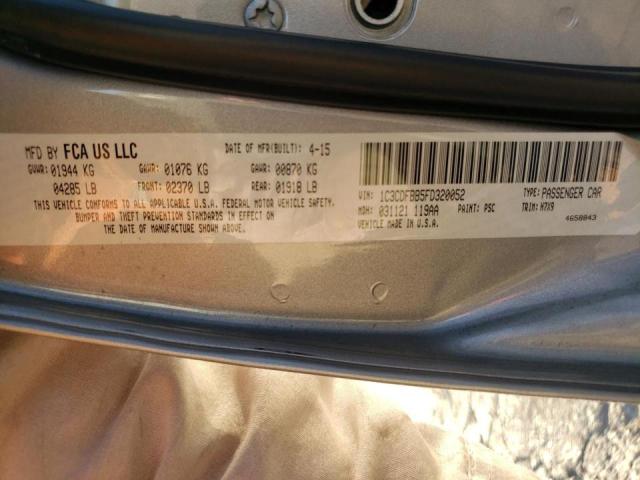 MFD BY FCA US LLC DATE OF MFR(BUILT): 4-15
GVWR: 01944 KG GAWR: 01076 KG GAWR: 00870 KG
04285 LB FRONT: 02370 LB REAR: 01918 LB
THIS VEHICLE CONFORMS TO ALL APPLICABLE U.S.A. FEDERAL MOTOR VEHICLE SAFETY,
BUMPER AND THEFT PREVENTION STANDARDS IN EFFECT ON
THE DATE OF MANUFACTURE SHOWN ABOVE.
VIN: 1C3CDFBB5FD320052 TYPE: PASSENGER CAR
MDH: 031121 119AA PAINT: PSC TRIM: H7X9
VEHICLE MADE IN U.S.A. 4658843